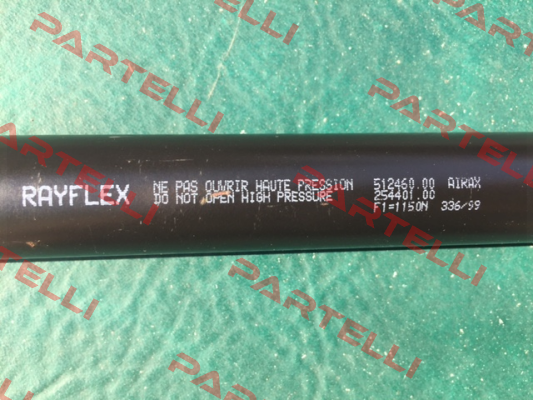 RAYFLEX
NE PAS OUVRIR HAUTE PRESSION 512460.00 AIRAX
DO NOT OPEN HIGH PRESSURE 254401.00
F1=1150N 336/99
PARTELLI
PARTELLI
PARTELLI
PARTELLI
PARTELLI
PARTELLI
PARTELLI